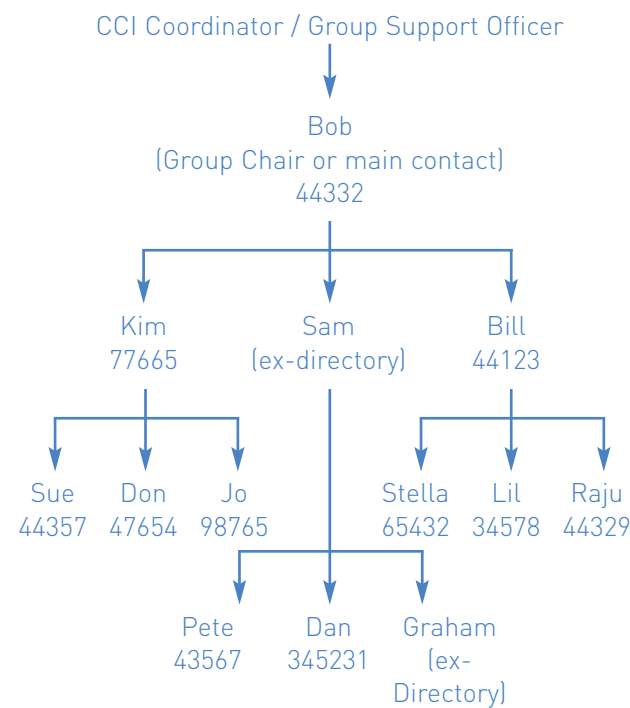 CCI Coordinator / Group Support Officer
Bob
(Group Chair or main contact)
44332
Kim
77665
Sam
(ex-directory)
Bill
44123
Sue
44357
Don
47654
Jo
98765
Stella
65432
Lil
34578
Raju
44329
Pete
43567
Dan
345231
Graham
(ex-
Directory)